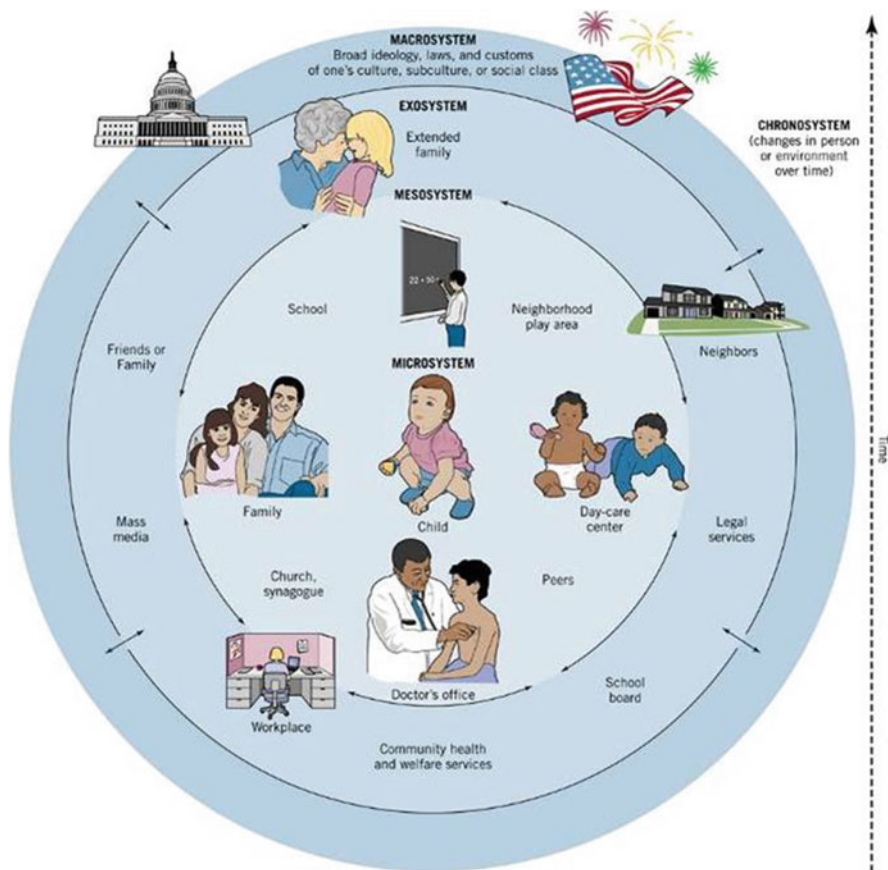 MACROSYSTEM
Broad ideology, laws, and customs
of one's culture, subculture, or social class
EXOSYSTEM
Extended
family
CHRONOSYSTEM
(changes in person
or environment
over time)
MESOSYSTEM
22 + 50
School
Neighborhood
play area
Friends or
Family
Neighbors
MICROSYSTEM
Time
Family
Child
Day-care
center
Mass
media
Legal
services
Church,
synagogue
Peers
Doctor's office
School
board
Workplace
Community health
and welfare services